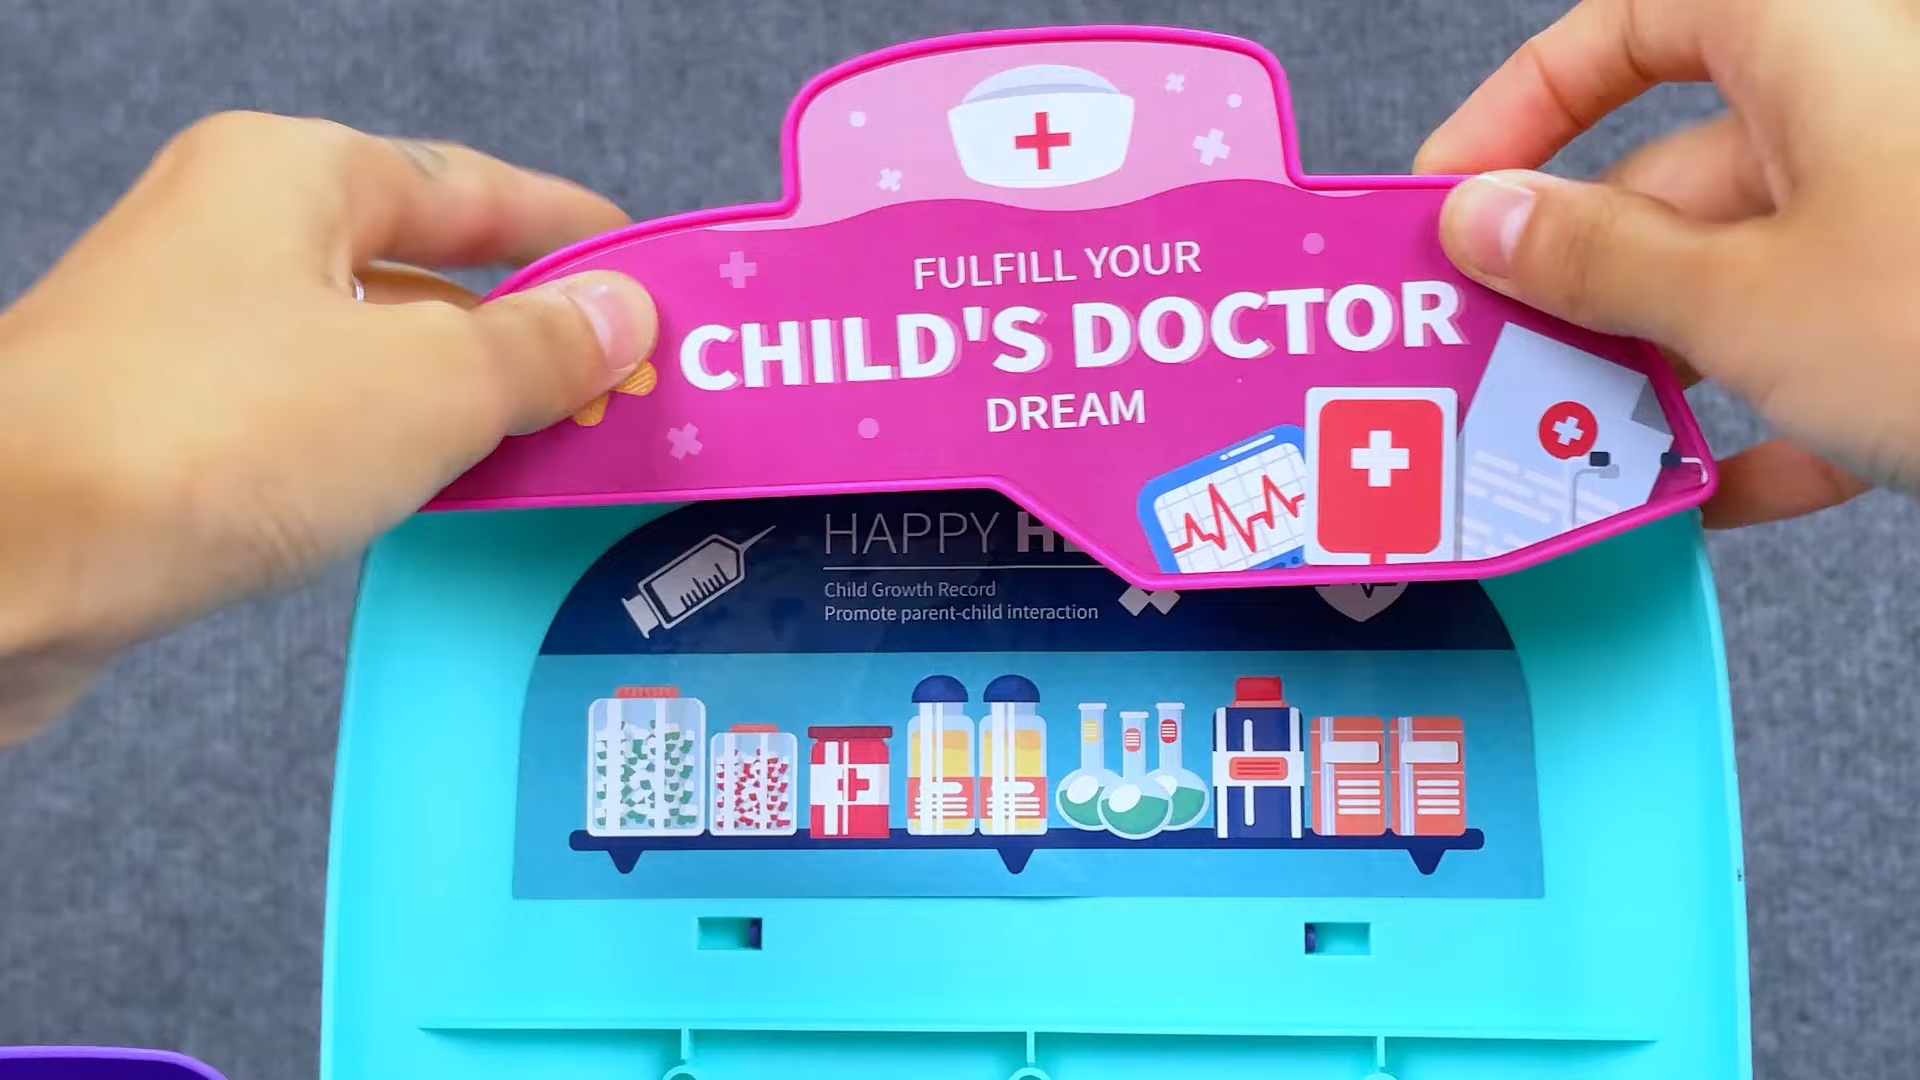 FULFILL YOUR
CHILD'S DOCTOR
DREAM
HAPPY
Child Growth Record
Promote parent-child interaction